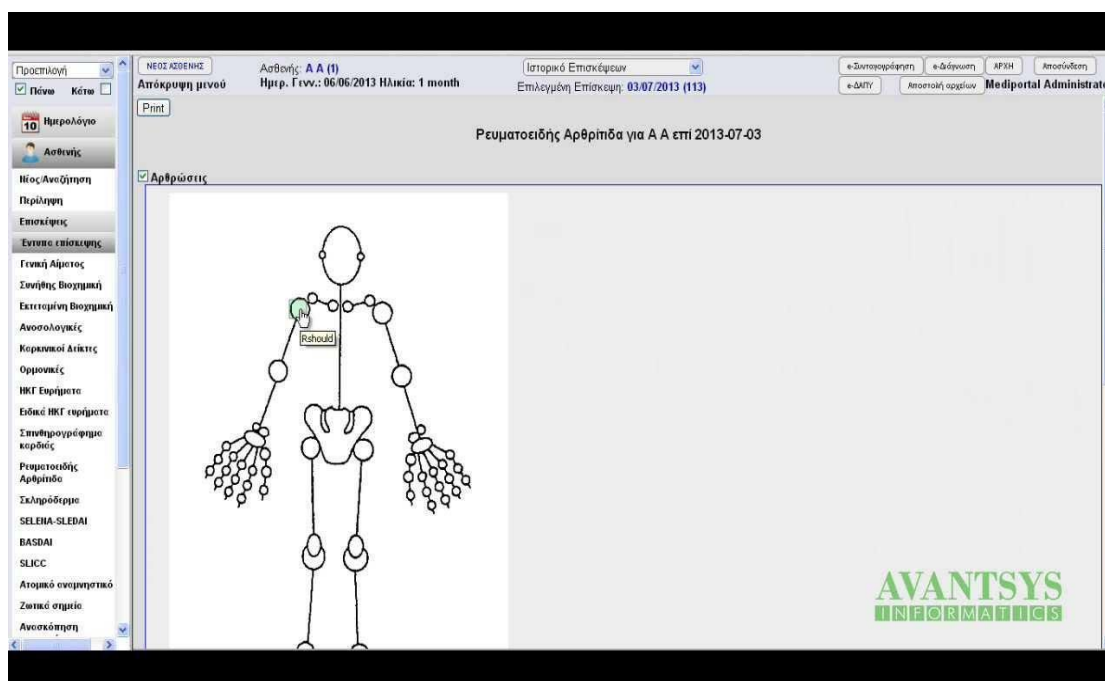 Προεπιλογή
Πάνω Κάτω
10 Ημερολόγιο
Ασθενής
Νέος/Αναζήτηση
Περίληψη
Επισκέψεις
Έντυπα επίσκεψης
Γενική Αίματος
Συνήθης Βιοχημική
Εκτεταμένη Βιοχημική
Ανοσολογικές
Καρκινικοί Δείκτες
Ορμονικές
ΗΚΓ Ευρήματα
Ειδικά ΗΚΓ ευρήματα
Σπινθηρογράφημα
καρδιάς
Ρευματοειδής
Αρθρίτιδα
Σκληρόδερμα
SELENA-SLEDAI
BASDAI
SLICC
Ατομικό αναμνηστικό
Ζωτικά σημεία
Ανασκόπηση
ΝΕΟΣ ΑΣΘΕΝΗΣ
Απόκρυψη μενού
Ασθενής: Α Α (1)
Ημερ. Γενν.: 06/06/2013 Ηλικία: 1 month
Ιστορικό Επισκέψεων
Επιλεγμένη Επίσκεψη: 03/07/2013 (113)
e-Συνταγογράφηση e-Διάγνωση ΑΡΧΗ Αποσύνδεση
e-ΔΑΠΥ Αποστολή αρχείων Mediportal Administrato
Print
Ρευματοειδής Αρθρίτιδα για Α Α επί 2013-07-03
Αρθρώσεις
Rshould
AVANTSYS
INFORMATICS